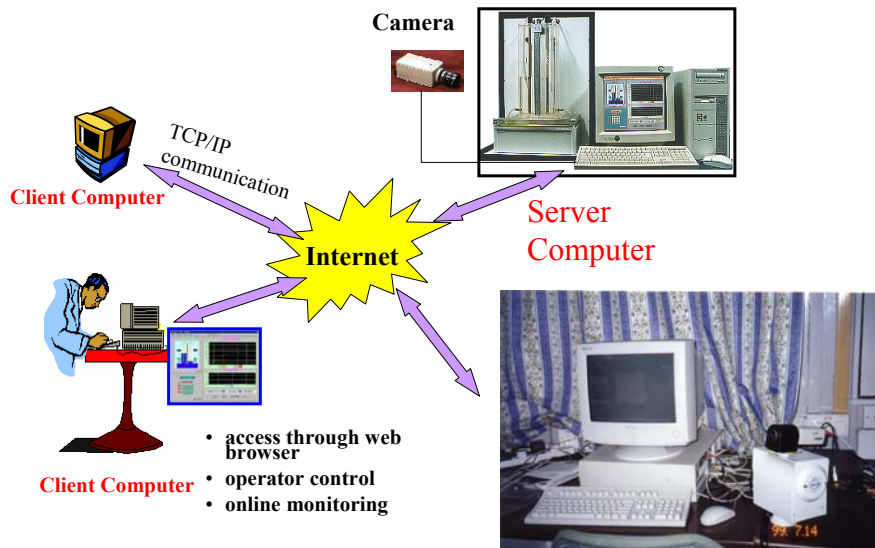 Camera
TCP/IP
communication
Client Computer
Server
Computer
Internet
• access through web
browser
• operator control
• online monitoring
Client Computer
99. 7.14